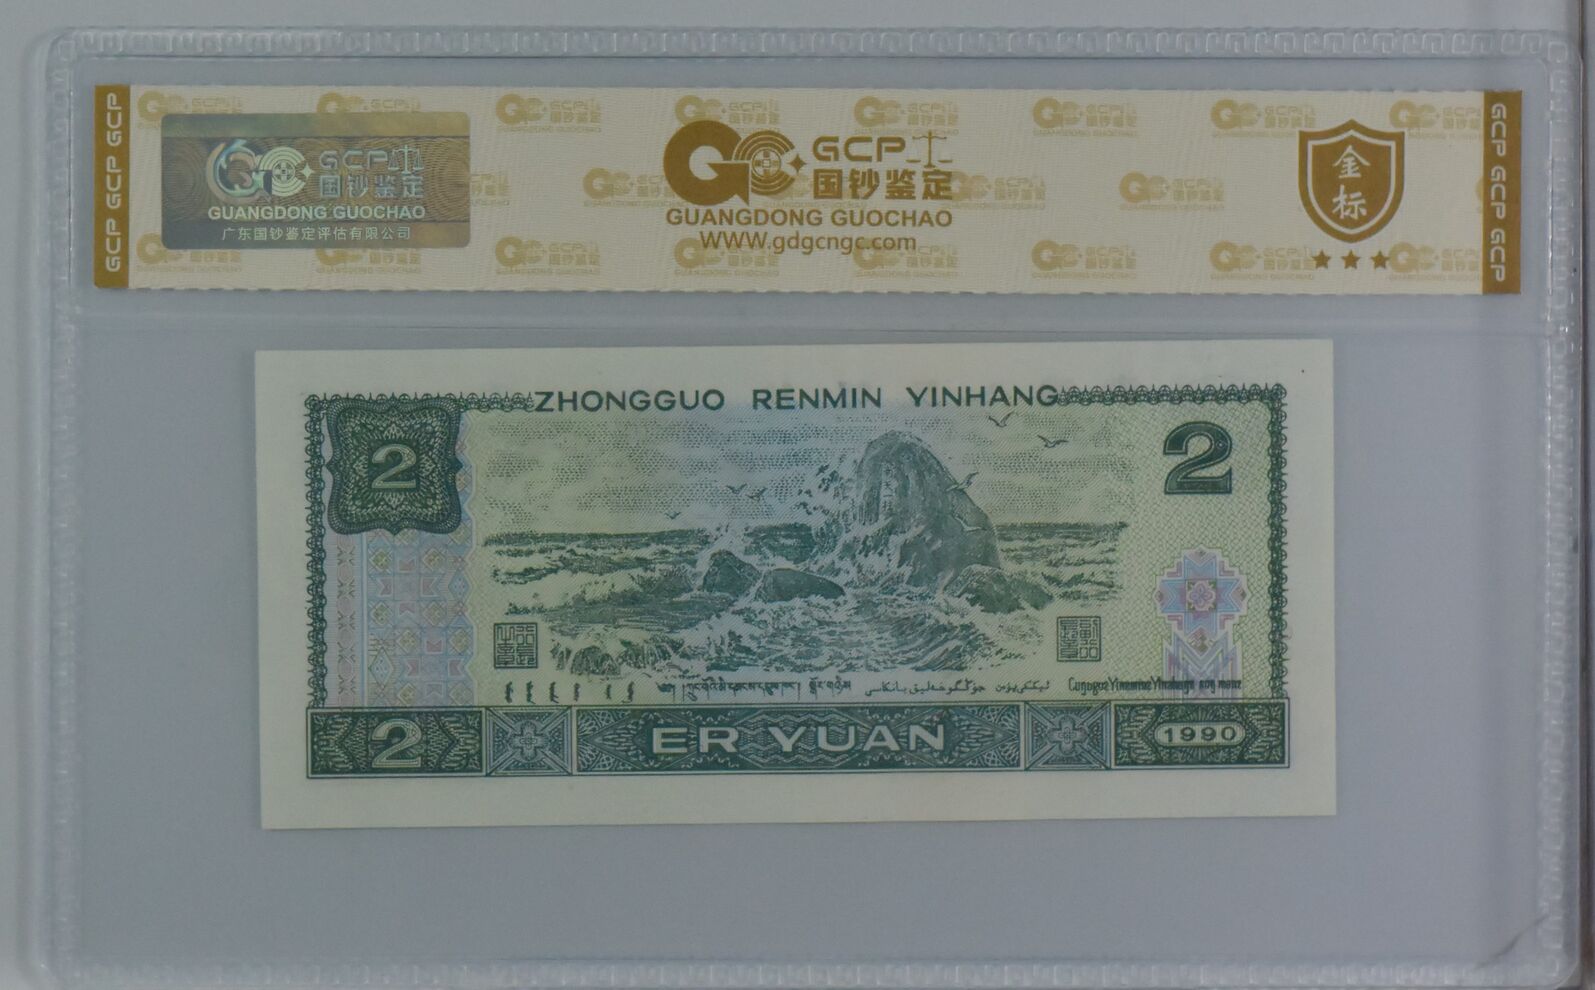 GCP GCP GCP
GCP
国钞鉴定
GUANGDONG GUOCHAO
广东国钞鉴定评估有限公司
GCP
国钞鉴定
GUANGDONG GUOCHAO
WWW.gdgcngc.com
金标
GCP GCP GCP GCP
ZHONGGUO RENMIN YINHANG
2
2
2
ER YUAN
1990